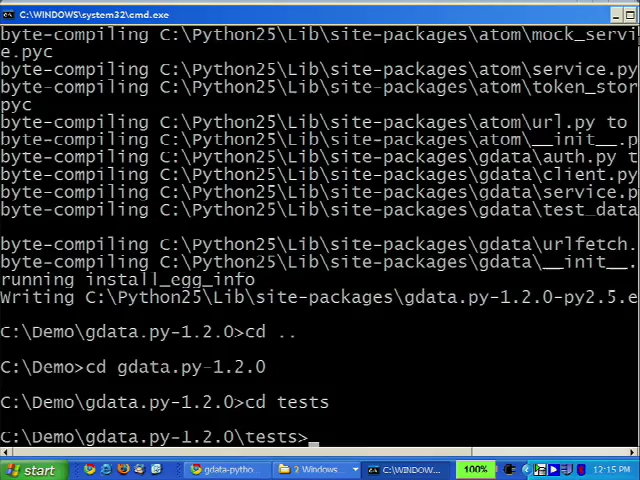 C:\WINDOWS\system32\cmd.exe
byte-compiling C:\Python25\Lib\site-packages\atom\mock_servi
e.pyc
byte-compiling C:\Python25\Lib\site-packages\atom\service.py
byte-compiling C:\Python25\Lib\site-packages\atom\token_stor
pyc
byte-compiling C:\Python25\Lib\site-packages\atom\url.py to
byte-compiling C:\Python25\Lib\site-packages\atom\__init__.p
byte-compiling C:\Python25\Lib\site-packages\gdata\auth.py t
byte-compiling C:\Python25\Lib\site-packages\gdata\client.py
byte-compiling C:\Python25\Lib\site-packages\gdata\service.p
byte-compiling C:\Python25\Lib\site-packages\gdata\test_data
byte-compiling C:\Python25\Lib\site-packages\gdata\urlfetch.
byte-compiling C:\Python25\Lib\site-packages\gdata\__init__.
running install_egg_info
Writing C:\Python25\Lib\site-packages\gdata.py-1.2.0-py2.5.e
C:\Demo\gdata.py-1.2.0>cd ..
C:\Demo>cd gdata.py-1.2.0
C:\Demo\gdata.py-1.2.0>cd tests
C:\Demo\gdata.py-1.2.0\tests>_
start gdata-pytho... 2 Windows C:\WINDOW... 100% 12:15 PM